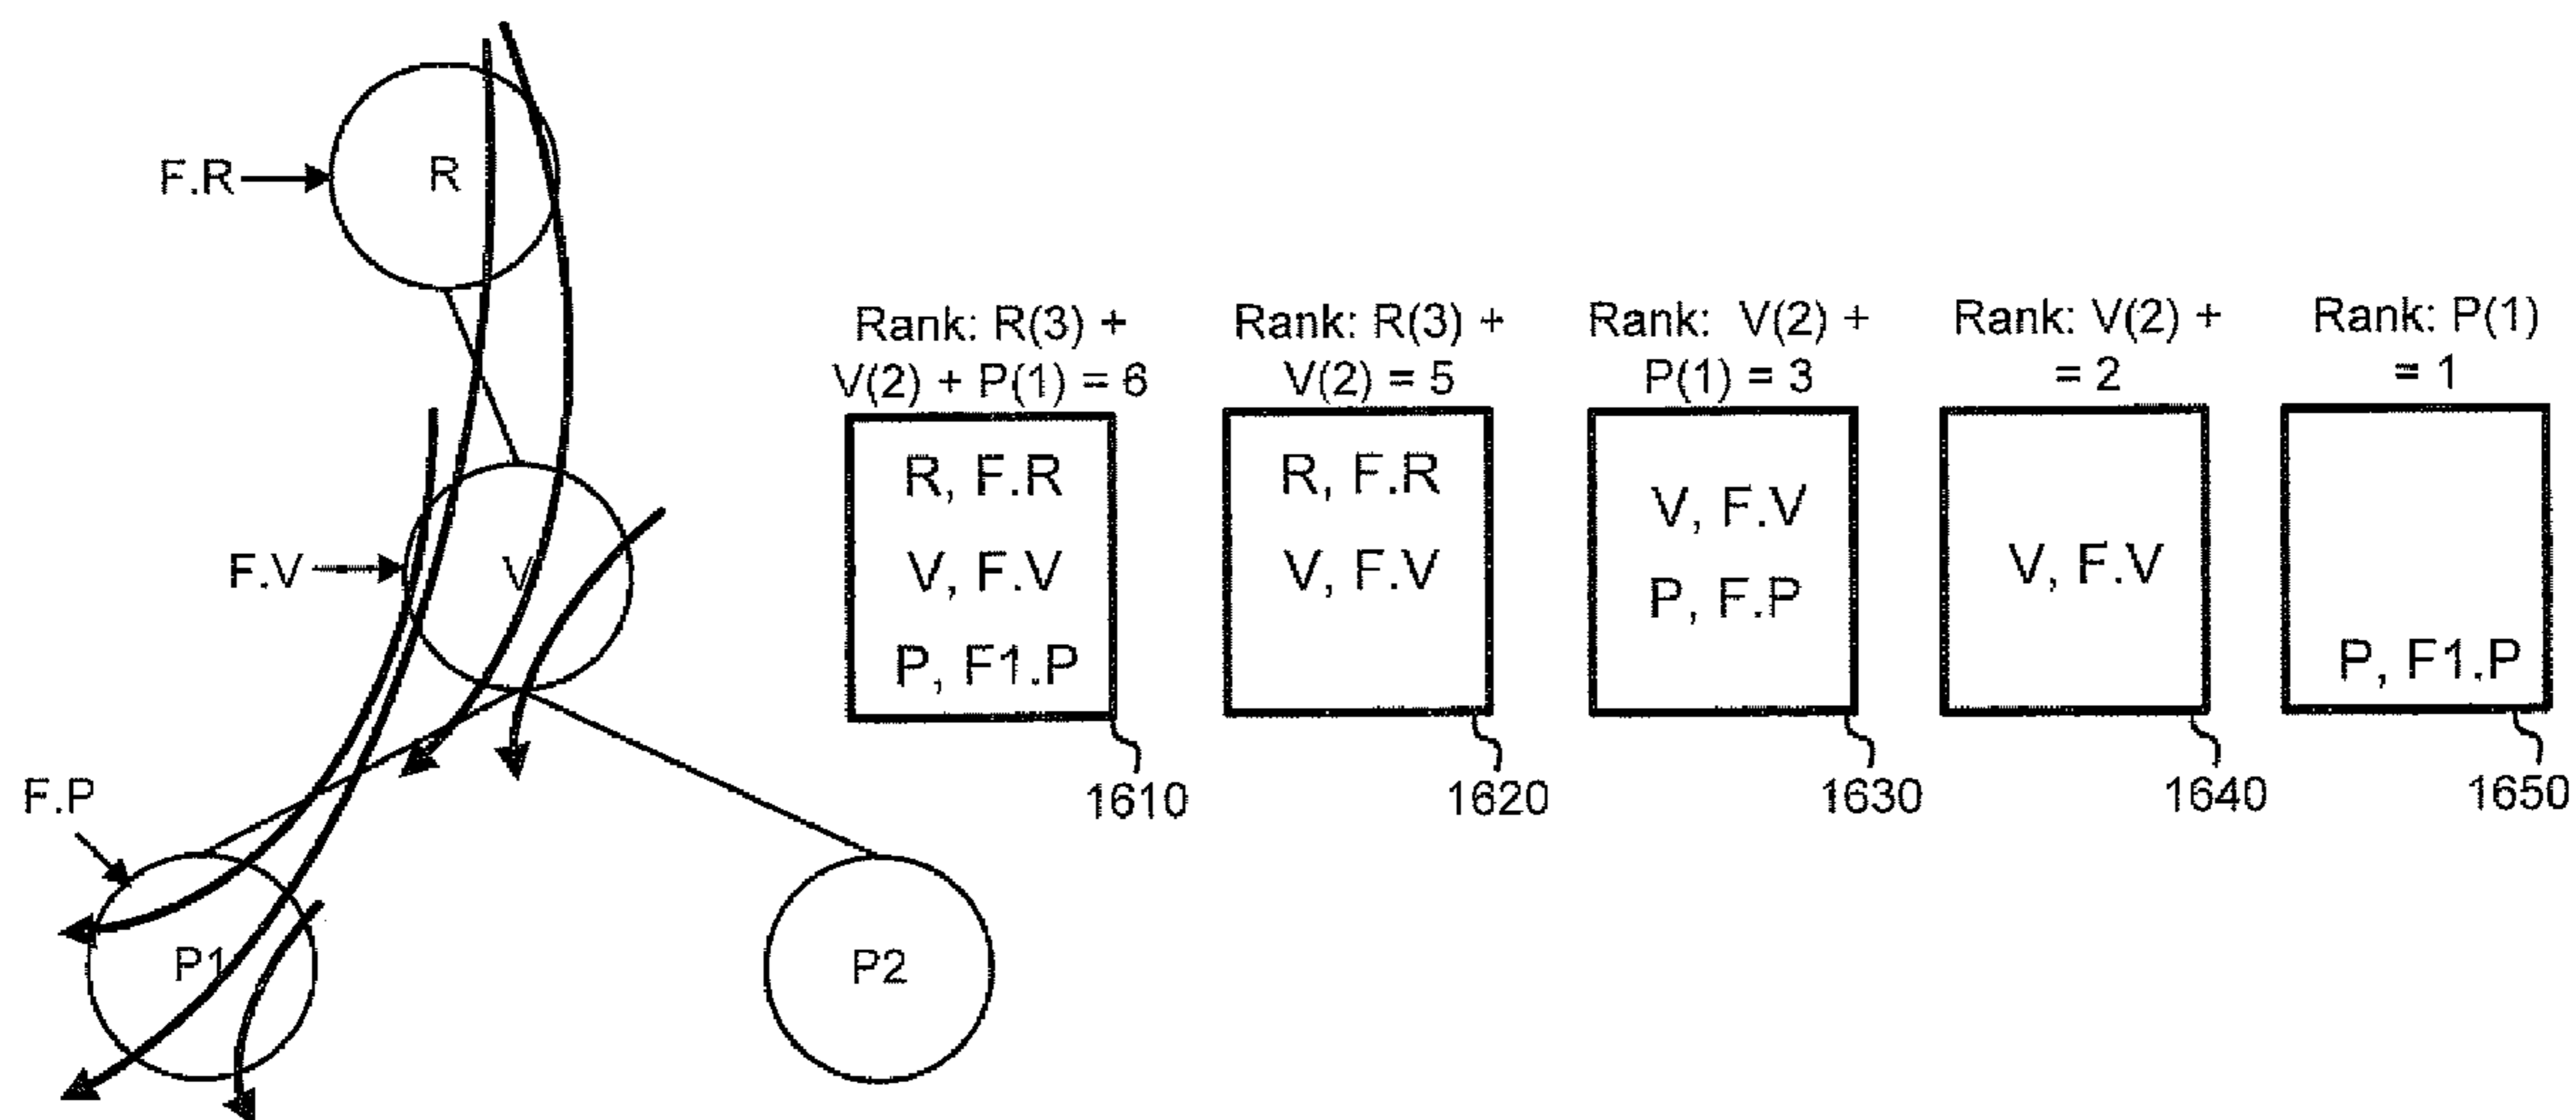 F.R
R
F.V
V
F.P
P1
P2
Rank: R(3) +
V(2) + P(1) = 6
R, F.R
V, F.V
P, F1.P
1610
Rank: R(3) +
V(2) = 5
R, F.R
V, F.V
1620
Rank: V(2) +
P(1) = 3
V, F.V
P, F.P
1630
Rank: V(2) +
= 2
V, F.V
1640
Rank: P(1)
= 1
P, F1.P
1650